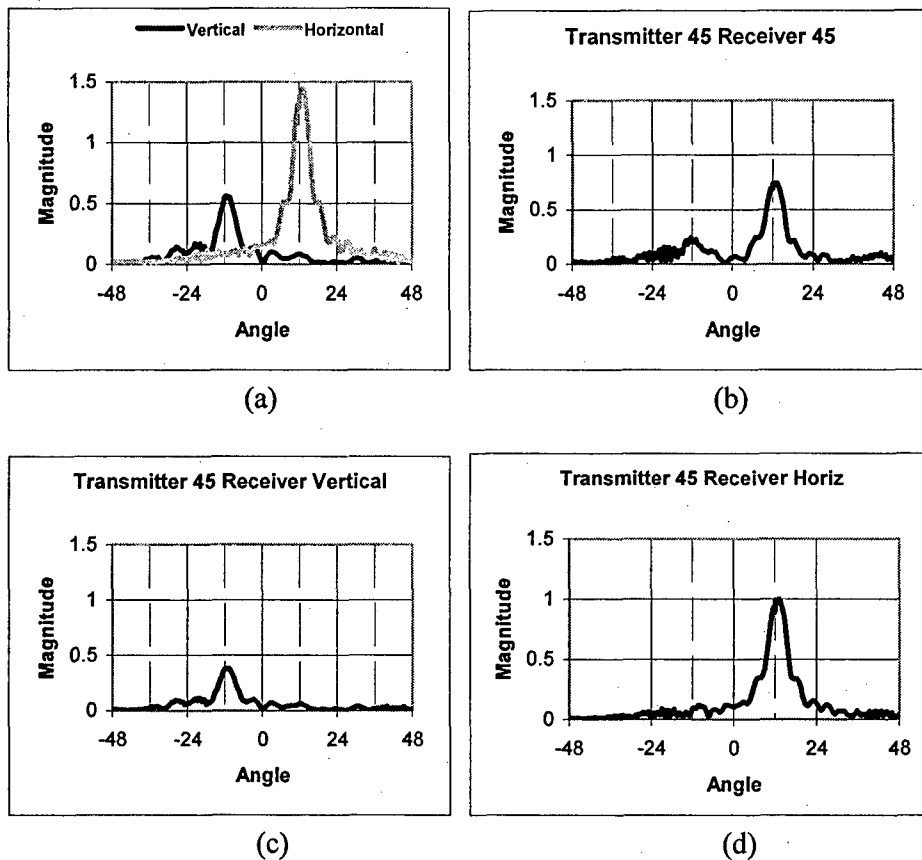 Vertical Horizontal
1.5
1
0.5
0
Magnitude
-48 -24 0 24 48
Angle
(a)
Transmitter 45 Receiver 45
1.5
1
0.5
0
Magnitude
-48 -24 0 24 48
Angle
(b)
Transmitter 45 Receiver Vertical
1.5
1
0.5
0
Magnitude
-48 -24 0 24 48
Angle
(c)
Transmitter 45 Receiver Horiz
1.5
1
0.5
0
Magnitude
-48 -24 0 24 48
Angle
(d)